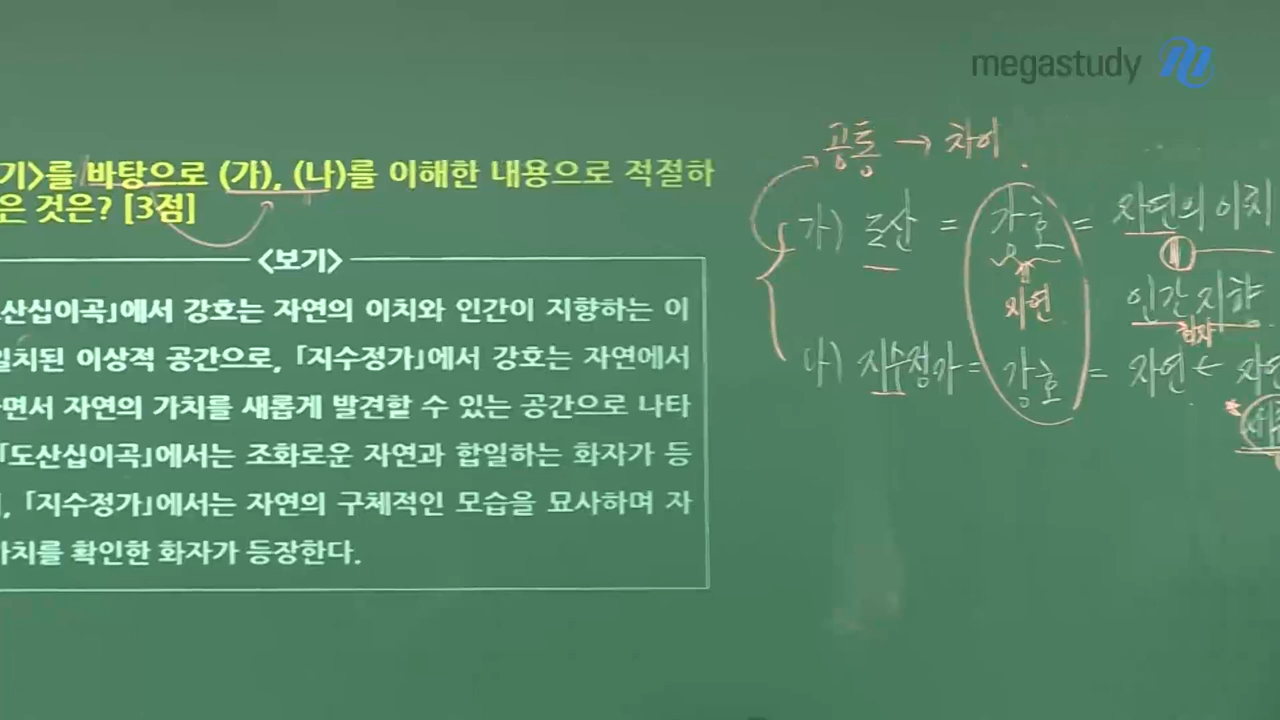 megastudy
기>를 바탕으로 (가), (나)를 이해한 내용으로 적절하
은 것은? [3점]
<보기>
산십이곡」에서 강호는 자연의 이치와 인간이 지향하는 이
일치된 이상적 공간으로, 「지수정가」에서 강호는 자연에서
면서 자연의 가치를 새롭게 발견할 수 있는 공간으로 나타
「도산십이곡」에서는 조화로운 자연과 합일하는 화자가 등
, 「지수정가」에서는 자연의 구체적인 모습을 묘사하며 자
가치를 확인한 화자가 등장한다.
공통 → 차이
가) 도산 = 강호 = 자연의 이치
자연 인간 지향
화자
나) 지수정가 = 강호 = 자연 ← 자연